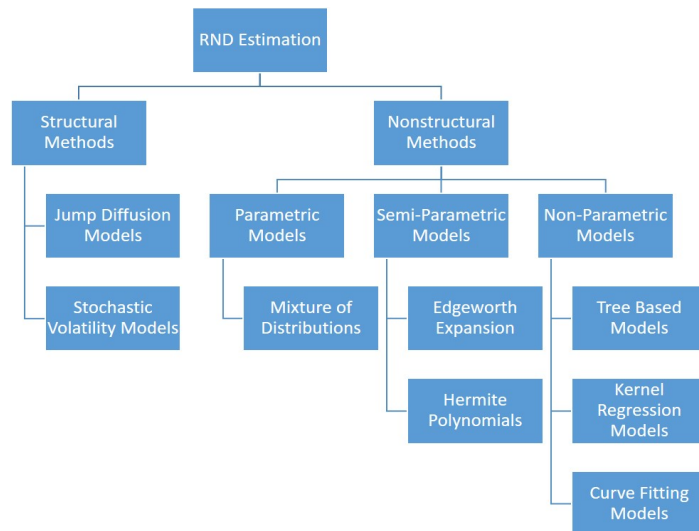 RND Estimation
Structural
Methods
Nonstructural
Methods
Jump Diffusion
Models
Stochastic
Volatility Models
Parametric
Models
Mixture of
Distributions
Semi-Parametric
Models
Edgeworth
Expansion
Hermite
Polynomials
Non-Parametric
Models
Tree Based
Models
Kernel
Regression
Models
Curve Fitting
Models